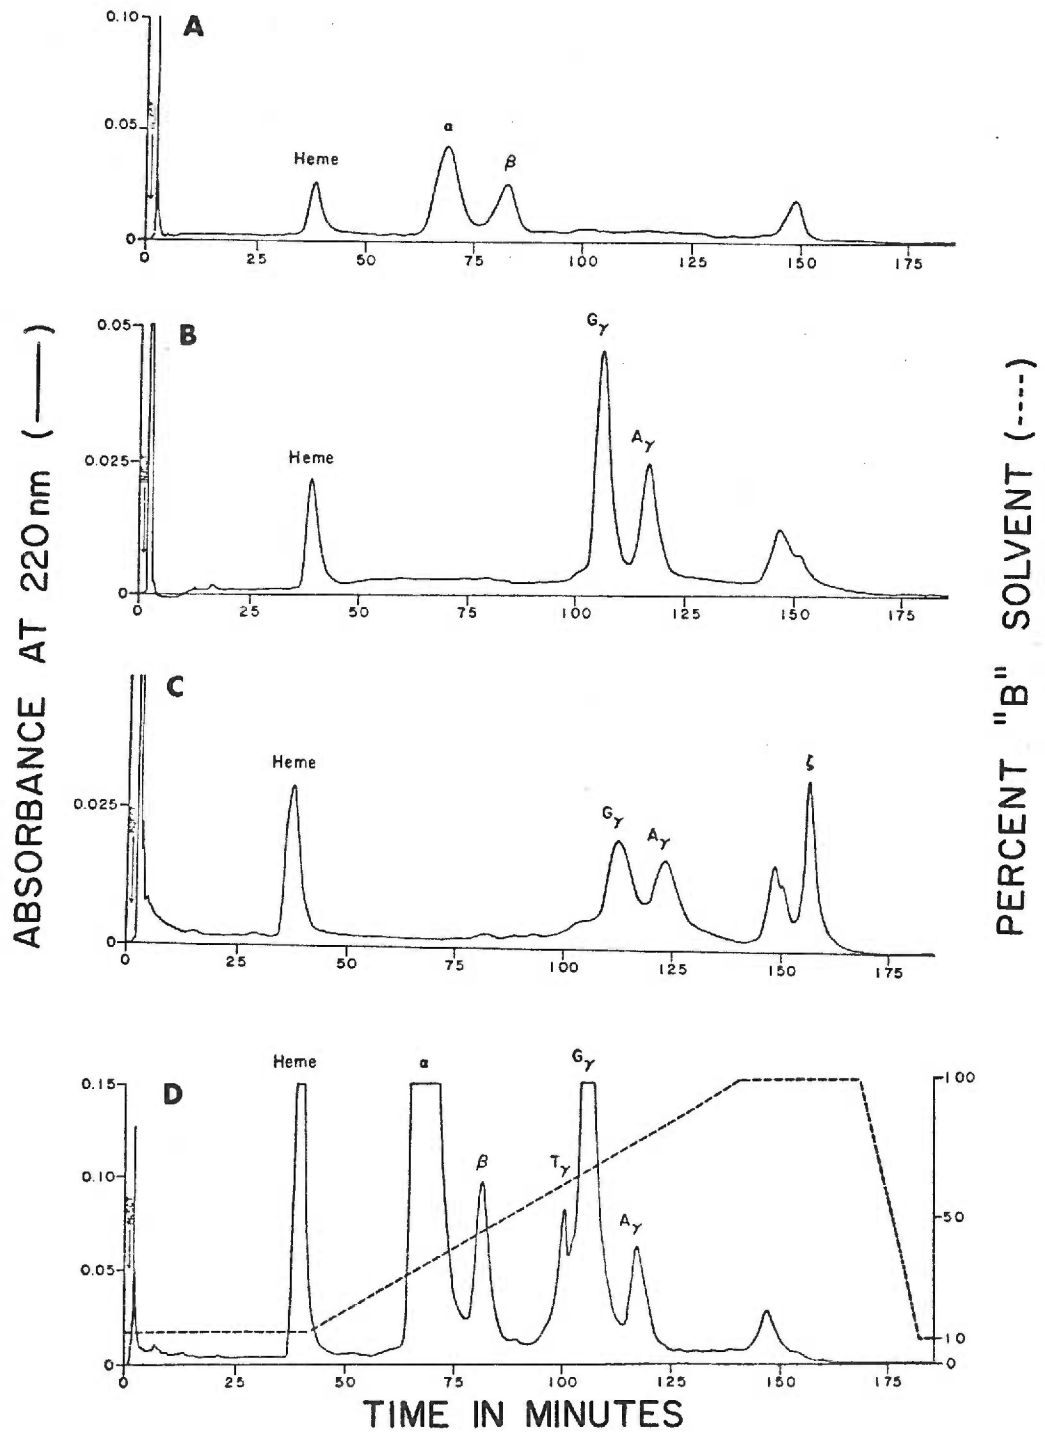 0.10
A
0.05
Heme
α
β
0
0 25 50 75 100 125 150 175
0.05
B
0.025
Heme
Gγ
Aγ
0
0 25 50 75 100 125 150 175
C
0.025
Heme
Gγ
Aγ
ζ
0
0 25 50 75 100 125 150 175
0.15
D
0.10
0.05
0
Heme
α
β
Tγ
Gγ
Aγ
100
50
10
0
0 25 50 75 100 125 150 175
TIME IN MINUTES
ABSORBANCE AT 220nm (——)
PERCENT "B" SOLVENT (----)